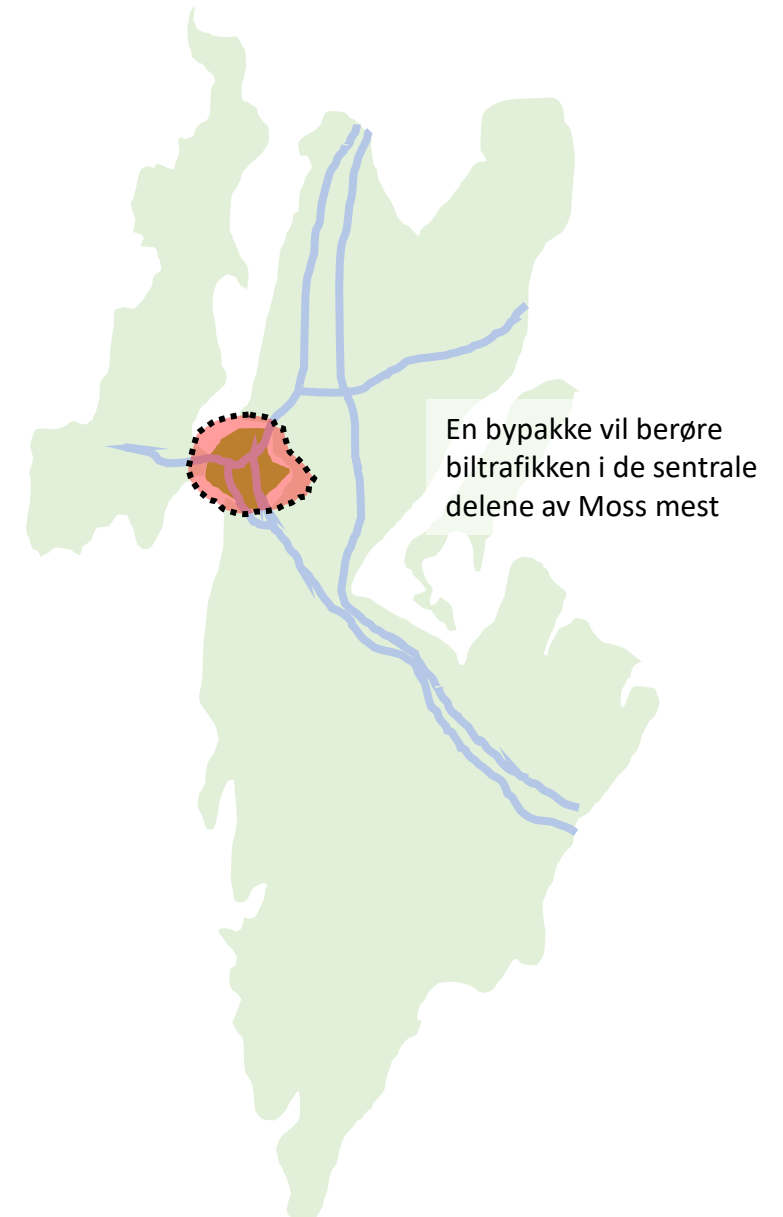 En bypakke vil berøre
biltrafikken i de sentrale
delene av Moss mest